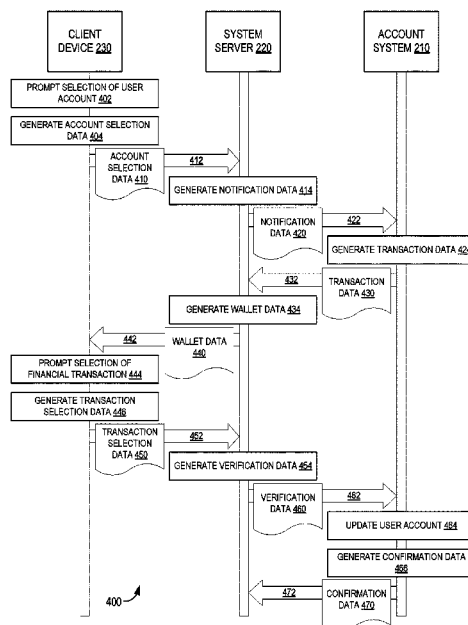 CLIENT
DEVICE 230
SYSTEM
SERVER 220
ACCOUNT
SYSTEM 210
PROMPT SELECTION OF USER
ACCOUNT 402
GENERATE ACCOUNT SELECTION
DATA 404
ACCOUNT
SELECTION
DATA 410
412
GENERATE NOTIFICATION DATA 414
NOTIFICATION
DATA 420
422
GENERATE TRANSACTION DATA 424
432
TRANSACTION
DATA 430
GENERATE WALLET DATA 434
442
WALLET DATA
440
PROMPT SELECTION
OF FINANCIAL TRANSACTION 444
GENERATE TRANSACTION
SELECTION DATA 446
TRANSACTION
SELECTION
DATA 450
452
GENERATE VERIFICATION DATA 454
VERIFICATION
DATA 460
462
UPDATE USER ACCOUNT 464
GENERATE CONFIRMATION DATA
466
472
CONFIRMATION
DATA 470
400